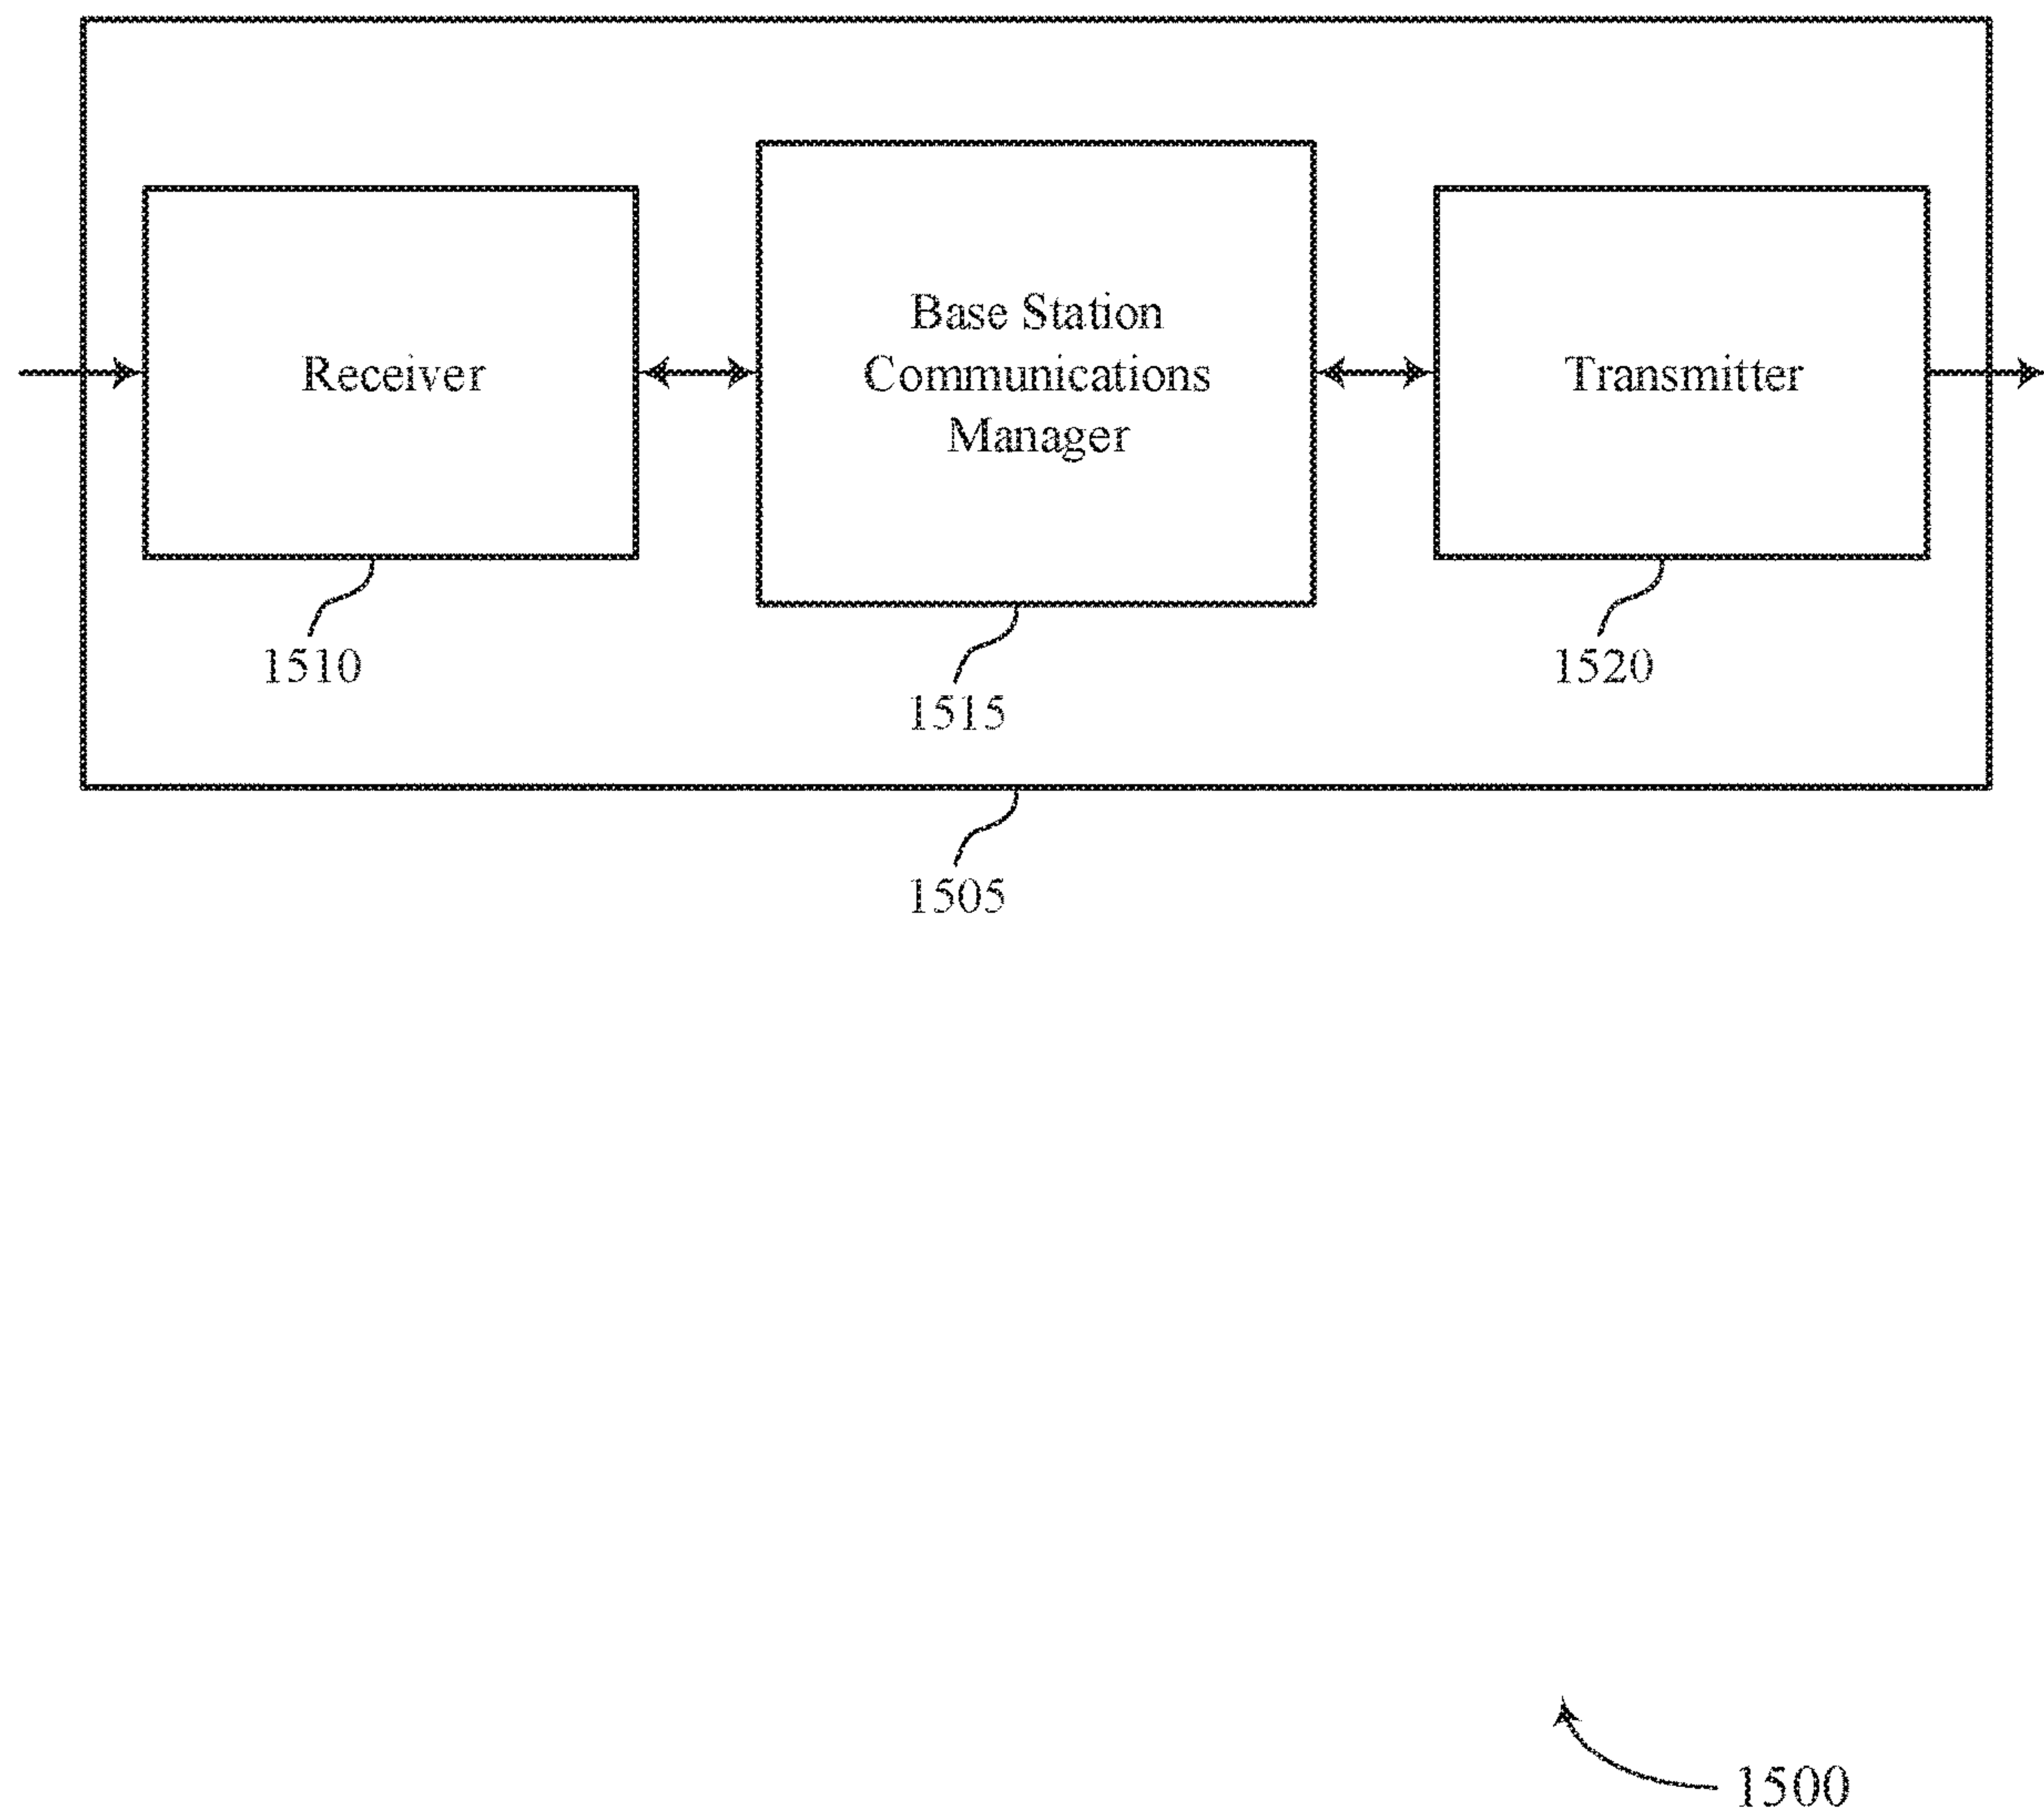 Receiver
Base Station
Communications
Manager
Transmitter
1510
1515
1520
1505
1500